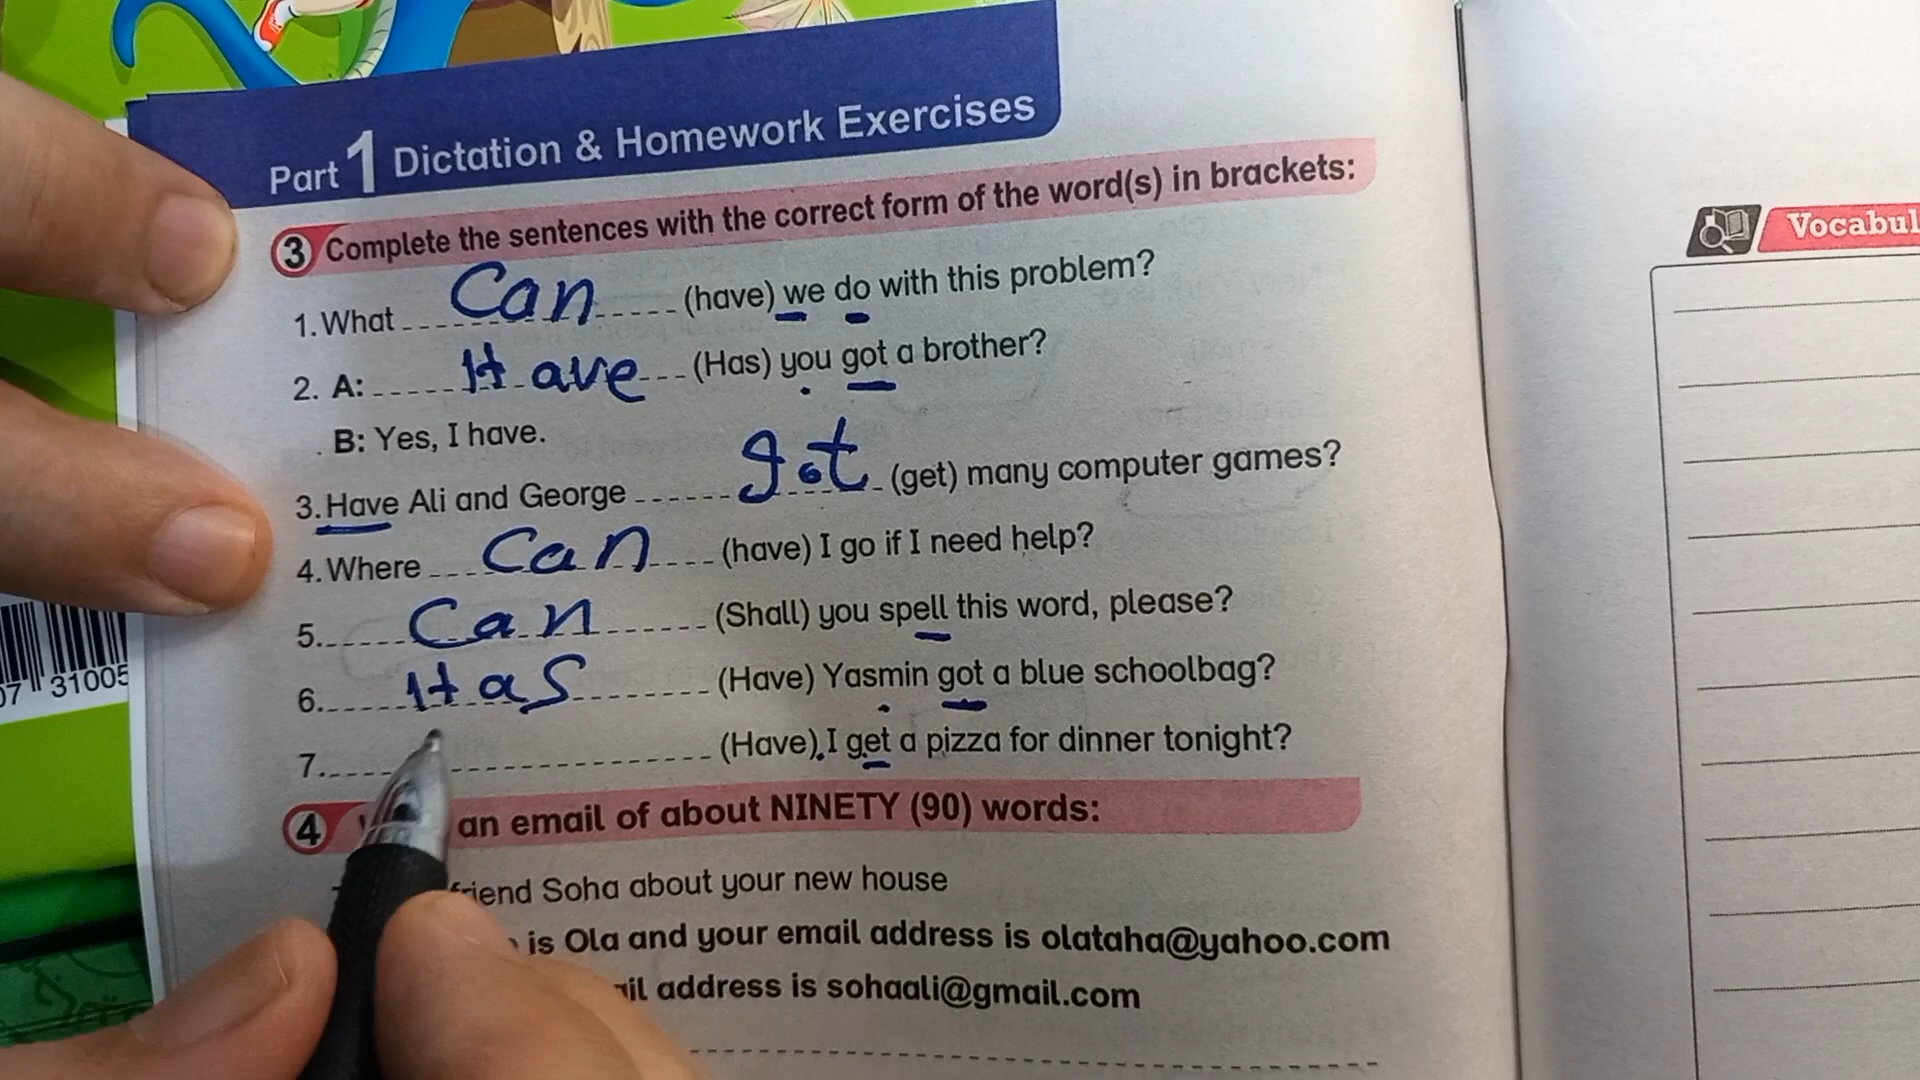 Part 1 Dictation & Homework Exercises
3 Complete the sentences with the correct form of the word(s) in brackets:
1. What Can (have) we do with this problem?
2. A: Have (Has) you got a brother?
B: Yes, I have.
3. Have Ali and George got (get) many computer games?
4. Where Can (have) I go if I need help?
5. Can (Shall) you spell this word, please?
6. Has (Have) Yasmin got a blue schoolbag?
7. (Have) I get a pizza for dinner tonight?
4 an email of about NINETY (90) words:
friend Soha about your new house
is Ola and your email address is olataha@yahoo.com
address is sohaali@gmail.com
Vocabul
07 31005